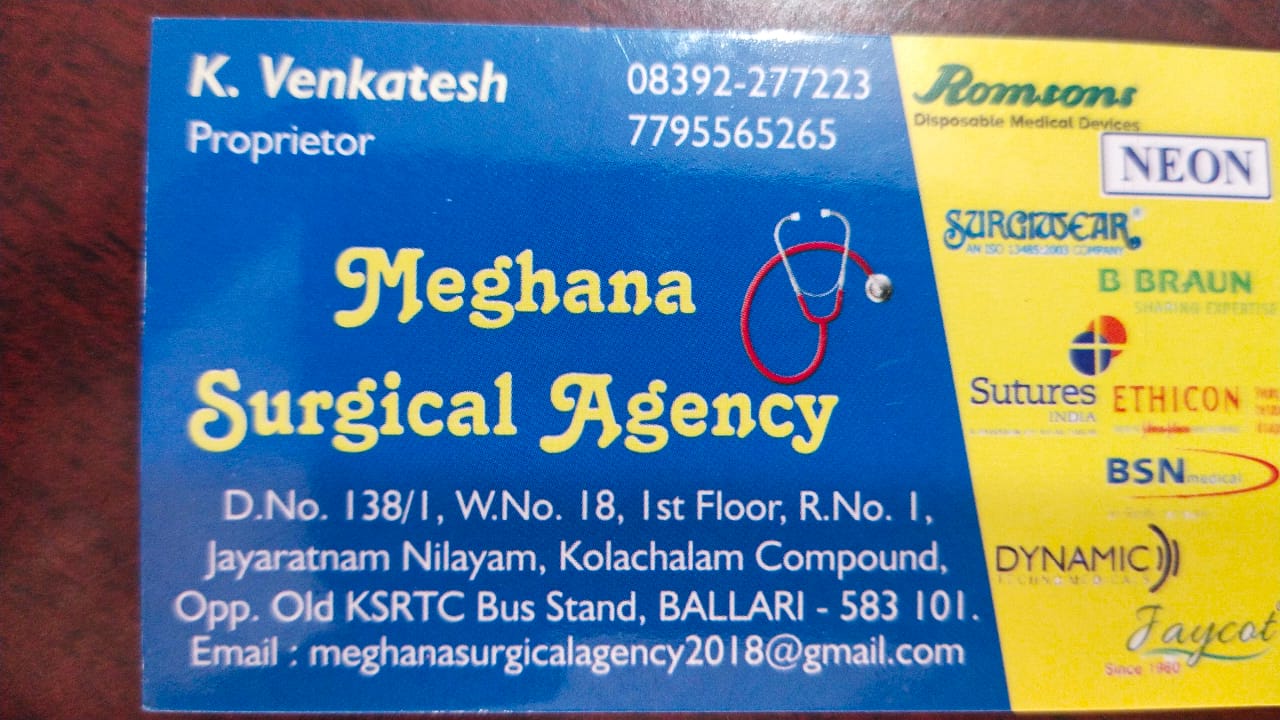 K. Venkatesh
Proprietor
08392-277223
7795565265
Meghana
Surgical Agency
D.No. 138/1, W.No. 18, 1st Floor, R.No. 1,
Jayaratnam Nilayam, Kolachalam Compound,
Opp. Old KSRTC Bus Stand, BALLARI - 583 101.
Email : meghanasurgicalagency2018@gmail.com
Romsons
Disposable Medical Devices
NEON
SURGIWEAR®
AN ISO 13485:2003 COMPANY
B BRAUN
SHARING EXPERTISE
Sutures
INDIA
ETHICON
BSN medical
DYNAMIC
TECHNO MEDICALS
Jaycot
Since 1980